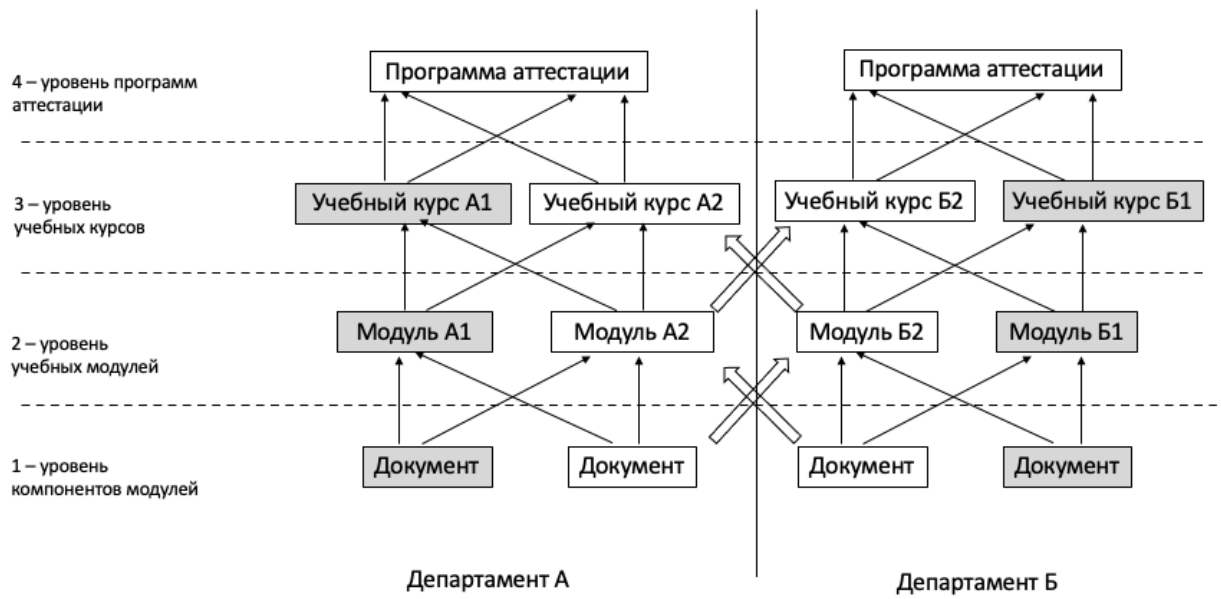 4 – уровень программ
аттестации
Программа аттестации
Программа аттестации
3 – уровень
учебных курсов
Учебный курс А1
Учебный курс А2
Учебный курс Б2
Учебный курс Б1
2 – уровень
учебных модулей
Модуль А1
Модуль А2
Модуль Б2
Модуль Б1
1 – уровень
компонентов модулей
Документ
Документ
Документ
Документ
Департамент А
Департамент Б